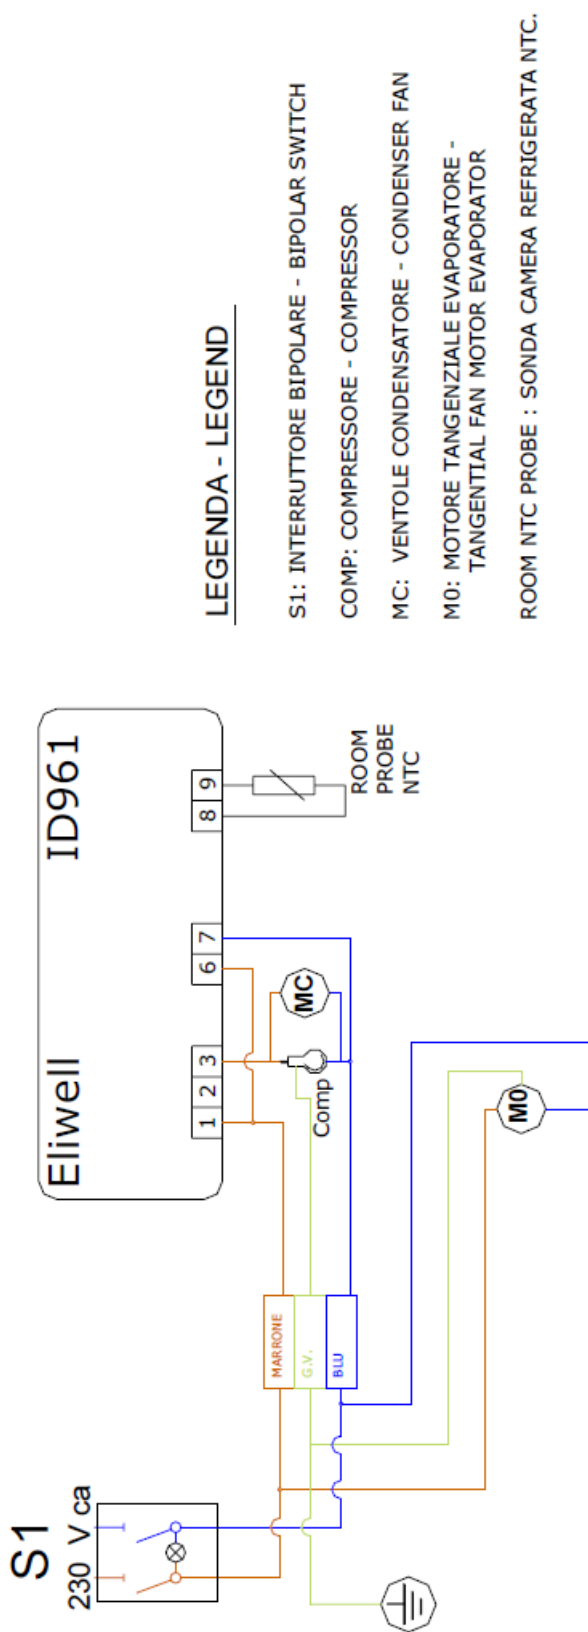 S1
230 V ca
MARRONE
G.V.
BLU
Eliwell ID961
1 2 3 6 7 8 9
Comp
MC
M0
ROOM
PROBE
NTC
LEGENDA - LEGEND
S1: INTERRUTTORE BIPOLARE - BIPOLAR SWITCH
COMP: COMPRESSORE - COMPRESSOR
MC: VENTOLE CONDENSATORE - CONDENSER FAN
M0: MOTORE TANGENZIALE EVAPORATORE -
TANGENTIAL FAN MOTOR EVAPORATOR
ROOM NTC PROBE : SONDA CAMERA REFRIGERATA NTC.